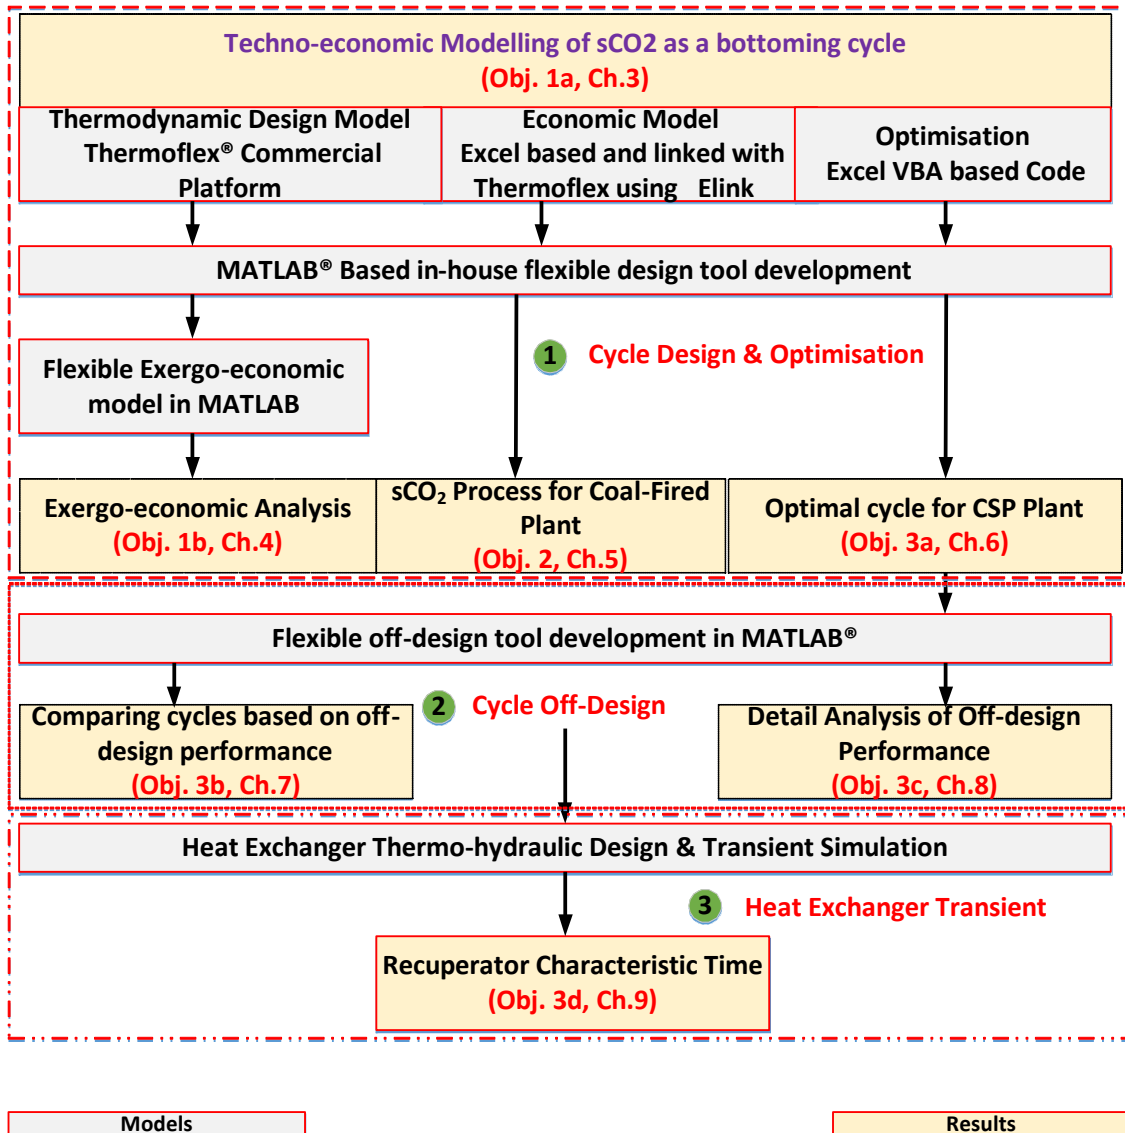 Techno-economic Modelling of sCO2 as a bottoming cycle
(Obj. 1a, Ch.3)
Thermodynamic Design Model
Thermoflex® Commercial
Platform
Economic Model
Excel based and linked with
Thermoflex using Elink
Optimisation
Excel VBA based Code
MATLAB® Based in-house flexible design tool development
1 Cycle Design & Optimisation
Flexible Exergo-economic
model in MATLAB
Exergo-economic Analysis
(Obj. 1b, Ch.4)
sCO₂ Process for Coal-Fired
Plant
(Obj. 2, Ch.5)
Optimal cycle for CSP Plant
(Obj. 3a, Ch.6)
Flexible off-design tool development in MATLAB®
Comparing cycles based on off-
design performance
(Obj. 3b, Ch.7)
2 Cycle Off-Design
Detail Analysis of Off-design
Performance
(Obj. 3c, Ch.8)
Heat Exchanger Thermo-hydraulic Design & Transient Simulation
3 Heat Exchanger Transient
Recuperator Characteristic Time
(Obj. 3d, Ch.9)
Models
Results